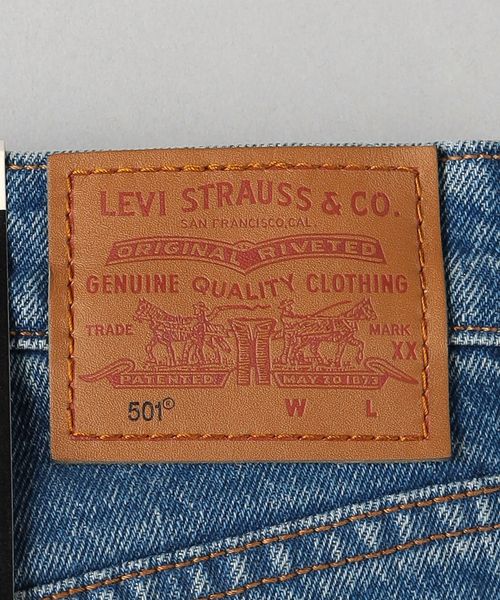 LEVI STRAUSS & CO.
SAN FRANCISCO, CAL.
ORIGINAL RIVETED
GENUINE QUALITY CLOTHING
TRADE MARK
XX
PATENTED MAY 20 1873
501® W L